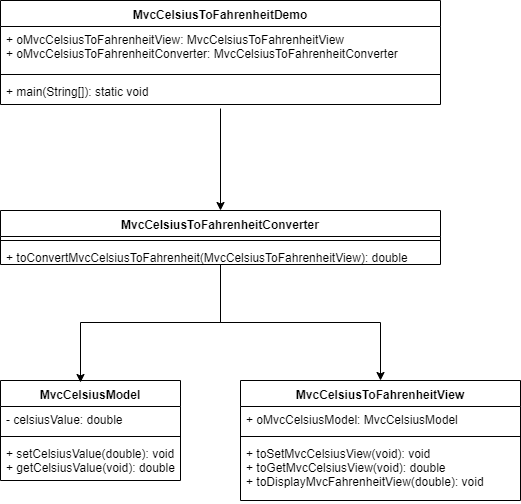 MvcCelsiusToFahrenheitDemo
+ oMvcCelsiusToFahrenheitView: MvcCelsiusToFahrenheitView
+ oMvcCelsiusToFahrenheitConverter: MvcCelsiusToFahrenheitConverter
+ main(String[]): static void
MvcCelsiusToFahrenheitConverter
+ toConvertMvcCelsiusToFahrenheit(MvcCelsiusToFahrenheitView): double
MvcCelsiusModel
- celsiusValue: double
+ setCelsiusValue(double): void
+ getCelsiusValue(void): double
MvcCelsiusToFahrenheitView
+ oMvcCelsiusModel: MvcCelsiusModel
+ toSetMvcCelsiusView(void): void
+ toGetMvcCelsiusView(void): double
+ toDisplayMvcFahrenheitView(double): void